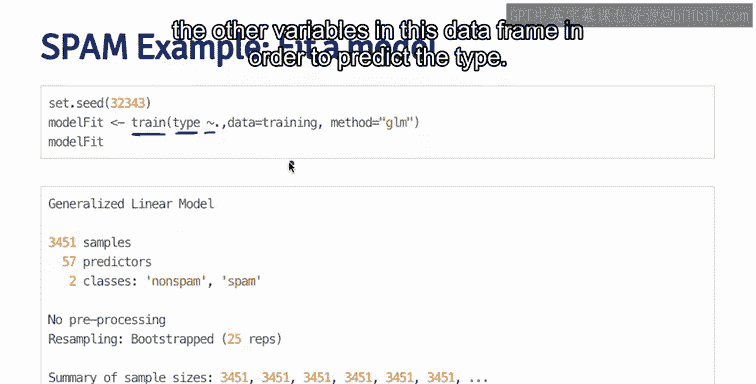 the other variables in this data frame in
order to predict the type.
SPAM Example: Fit a model
set.seed(32343)
modelFit <- train(type ~.,data=training, method="glm")
modelFit
Generalized Linear Model
3451 samples
57 predictors
2 classes: 'nonspam', 'spam'
No pre-processing
Resampling: Bootstrapped (25 reps)
Summary of sample sizes: 3451, 3451, 3451, 3451, 3451, 3451, ...